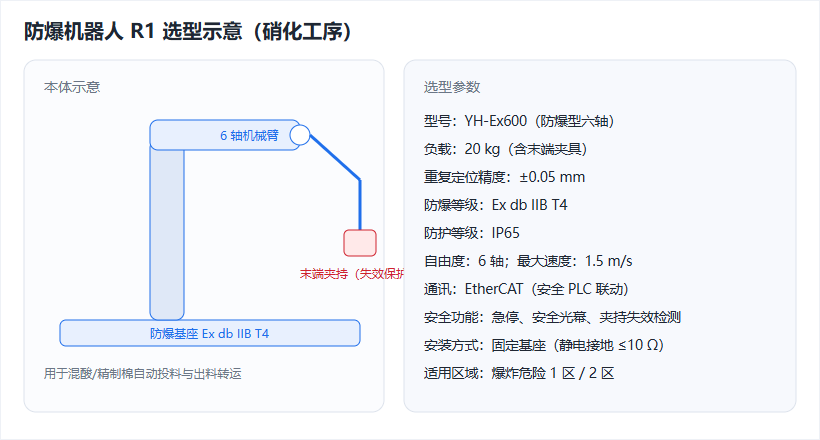 防爆机器人 R1 选型示意（硝化工序）
本体示意
6 轴机械臂
末端夹持（失效保护
防爆基座 Ex db IIB T4
用于混酸/精制棉自动投料与出料转运
选型参数
型号：YH-Ex600（防爆型六轴）
负载：20 kg（含末端夹具）
重复定位精度：±0.05 mm
防爆等级：Ex db IIB T4
防护等级：IP65
自由度：6 轴；最大速度：1.5 m/s
通讯：EtherCAT（安全 PLC 联动）
安全功能：急停、安全光幕、夹持失效检测
安装方式：固定基座（静电接地 ≤10 Ω）
适用区域：爆炸危险 1 区 / 2 区